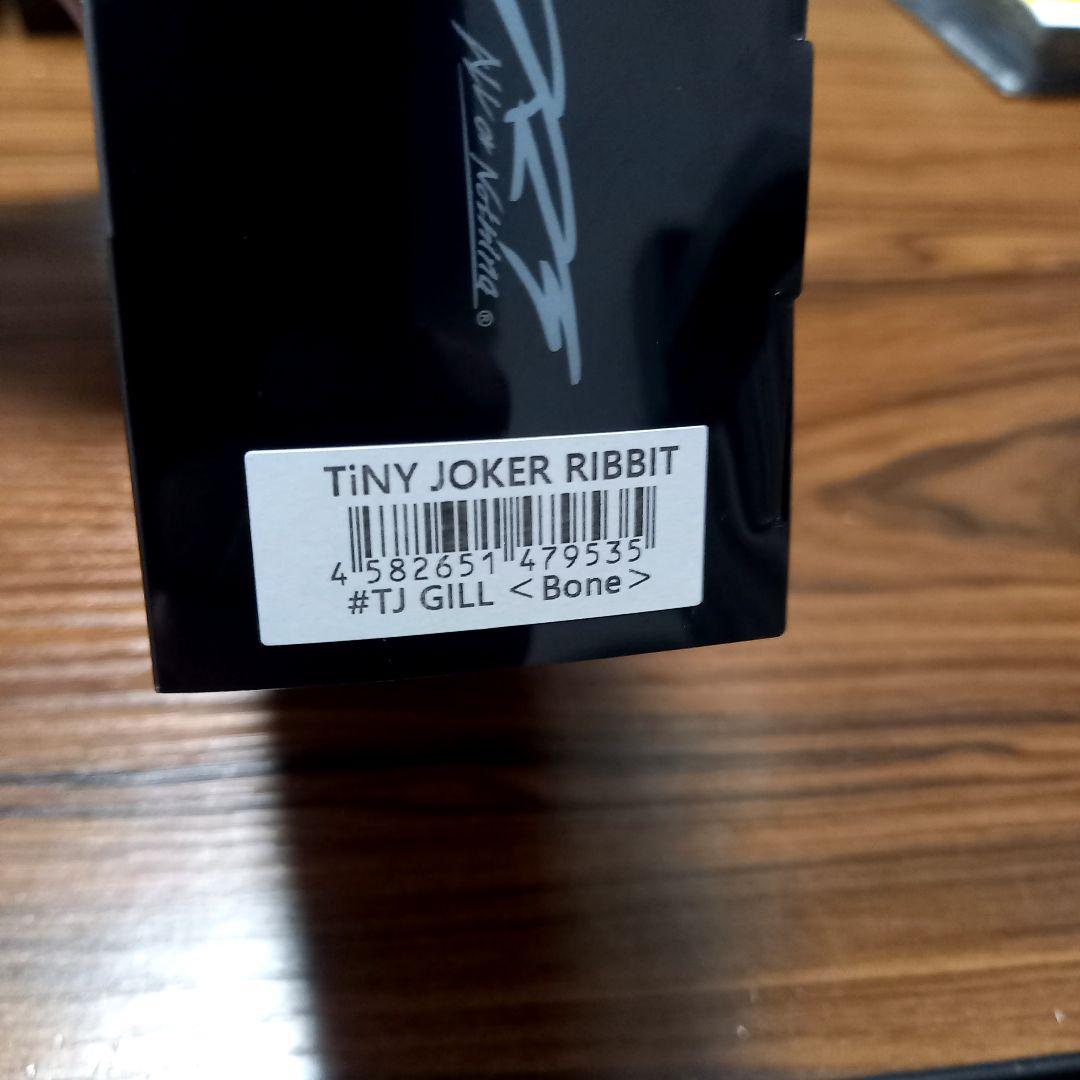 All or Nothing®
TiNY JOKER RIBBIT
4 582651 479535
#TJ GILL <Bone>